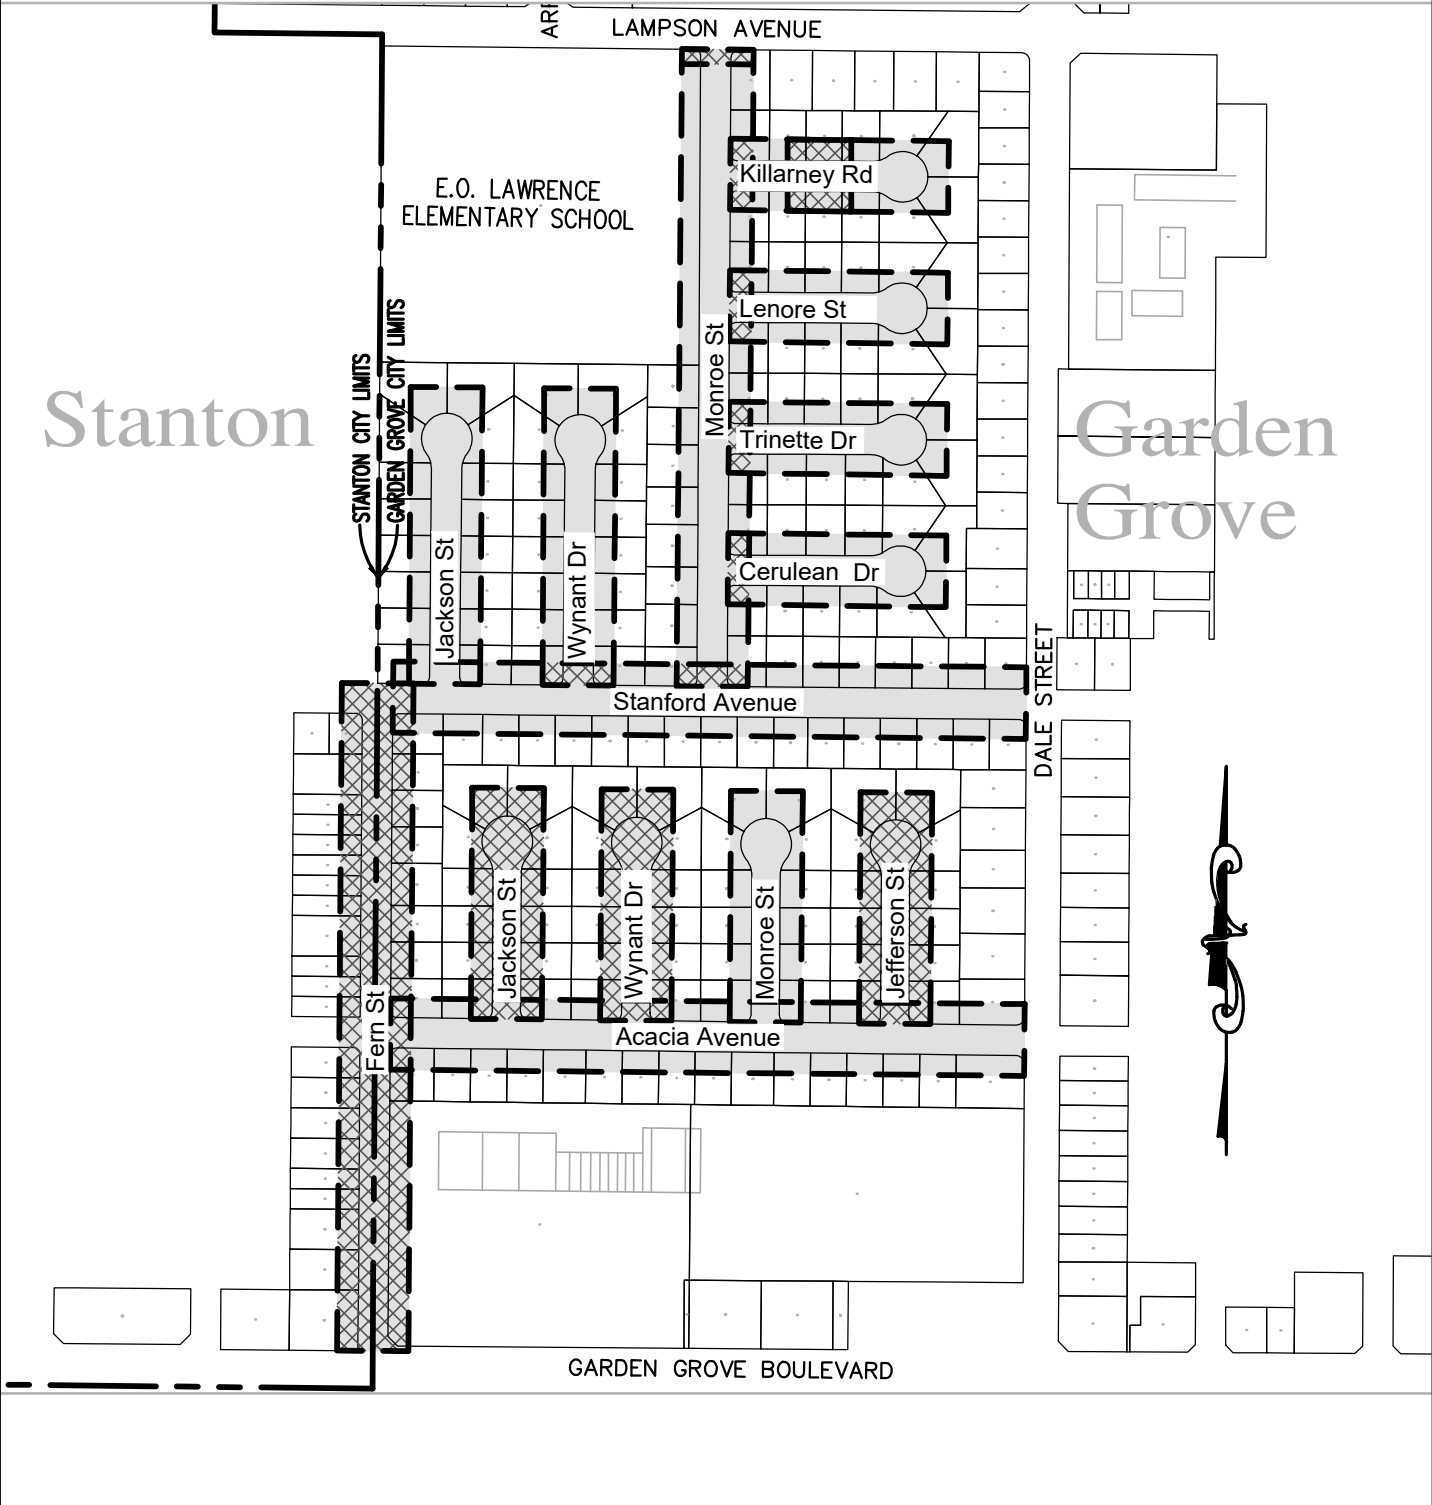 LAMPSON AVENUE
Killarney Rd
E.O. LAWRENCE
ELEMENTARY SCHOOL
Lenore St
Monroe St
STANTON CITY LIMITS
GARDEN GROVE CITY LIMITS
Stanton
Garden
Grove
Trinette Dr
Cerulean Dr
Jackson St
Wynant Dr
Stanford Avenue
DALE STREET
Jackson St
Wynant Dr
Monroe St
Jefferson St
Fern St
Acacia Avenue
GARDEN GROVE BOULEVARD